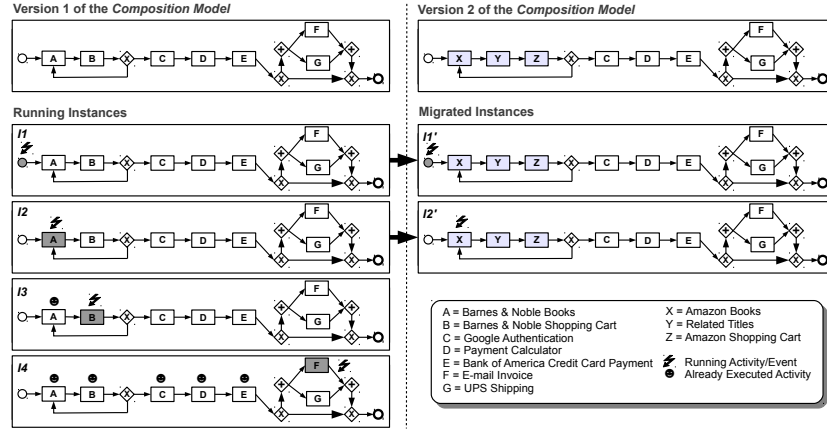 Version 1 of the Composition Model
A B X C D E X + F G + X
Version 2 of the Composition Model
X Y Z X C D E X + F G + X
Running Instances
Migrated Instances
I1
A B X C D E X + F G + X
I1'
X Y Z X C D E X + F G + X
I2
A B X C D E X + F G + X
I2'
X Y Z X C D E X + F G + X
I3
A B X C D E X + F G + X
I4
A B X C D E X + F G + X
A = Barnes & Noble Books
B = Barnes & Noble Shopping Cart
C = Google Authentication
D = Payment Calculator
E = Bank of America Credit Card Payment
F = E-mail Invoice
G = UPS Shipping
X = Amazon Books
Y = Related Titles
Z = Amazon Shopping Cart
Running Activity/Event
Already Executed Activity